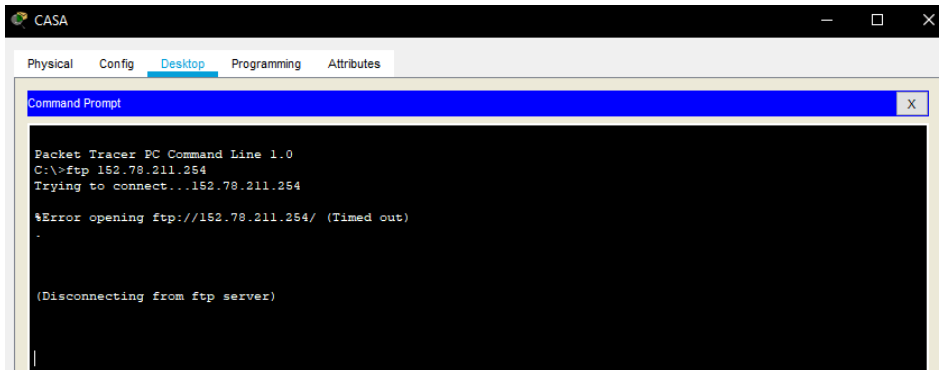 CASA
Physical Config Desktop Programming Attributes
Command Prompt
X
Packet Tracer PC Command Line 1.0
C:\>ftp 152.78.211.254
Trying to connect...152.78.211.254
%Error opening ftp://152.78.211.254/ (Timed out)
.
(Disconnecting from ftp server)